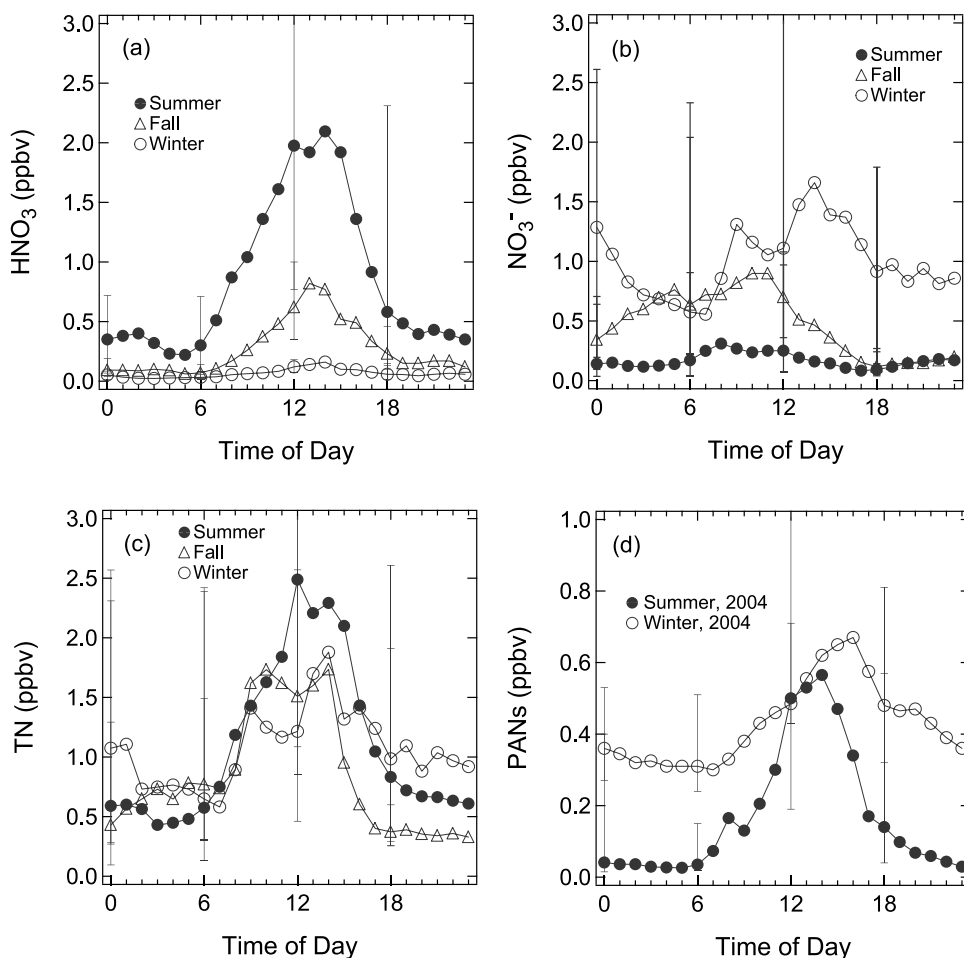 (a)
Summer
Fall
Winter
HNO3 (ppbv)
3.0
2.5
2.0
1.5
1.0
0.5
0.0
0 6 12 18
Time of Day
(b)
Summer
Fall
Winter
NO3- (ppbv)
3.0
2.5
2.0
1.5
1.0
0.5
0.0
0 6 12 18
Time of Day
(c)
Summer
Fall
Winter
TN (ppbv)
3.0
2.5
2.0
1.5
1.0
0.5
0.0
0 6 12 18
Time of Day
(d)
Summer, 2004
Winter, 2004
PANs (ppbv)
1.0
0.8
0.6
0.4
0.2
0.0
0 6 12 18
Time of Day